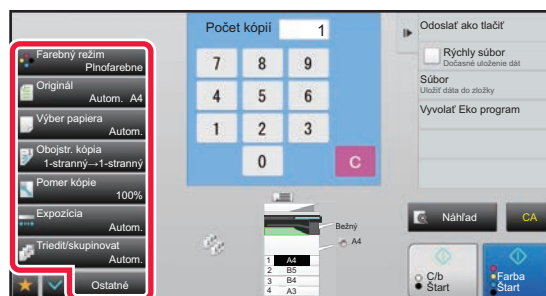 Farebný režim
Plnofarebne
Originál
Autom. A4
Výber papiera
Autom.
Obojstr. kópia
1-stranný→1-stranný
Pomer kópie
100%
Expozícia
Autom.
Triediť/skupinovat
Autom.
Ostatné
Počet kópií 1
7 8 9
4 5 6
1 2 3
0 C
Bežný
A4
1 A4
2 B5
3 B4
4 A3
Odoslať ako tlačiť
Rýchly súbor
Dočasné uloženie dát
Súbor
Uložiť dáta do zložky
Vyvolať Eko program
Náhľad CA
C/b
Štart
Farba
Štart